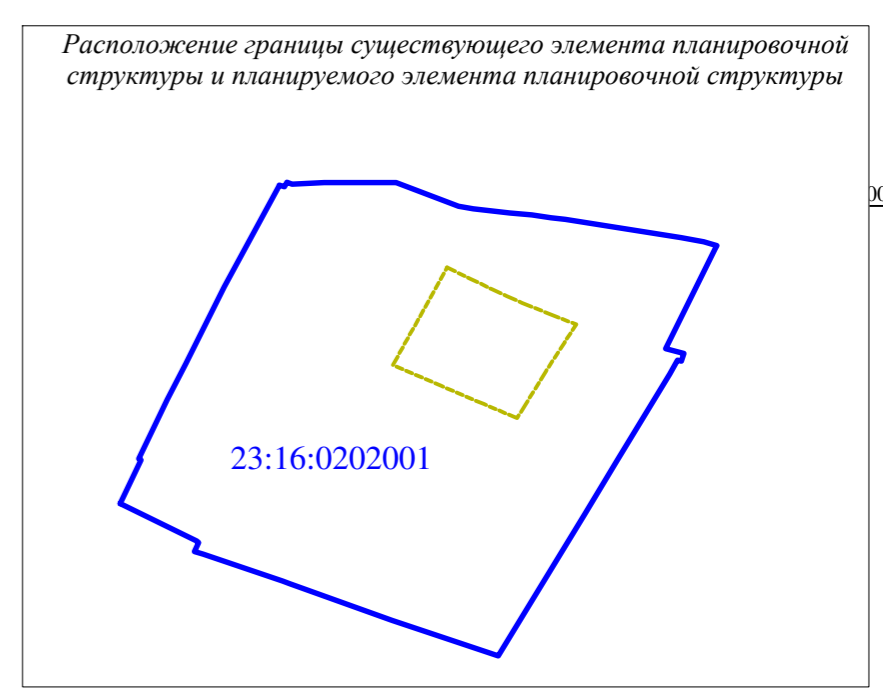 Расположение границы существующего элемента планировочной
структуры и планируемого элемента планировочной структуры
23:16:0202001